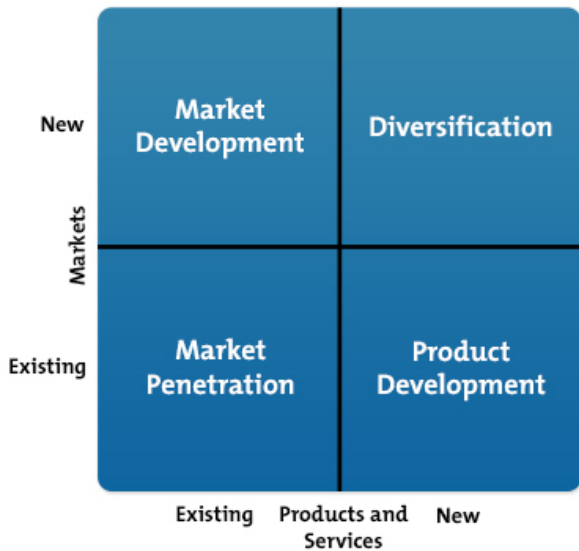 New
Market
Development
Diversification
Markets
Existing
Market
Penetration
Product
Development
Existing
Products and
Services
New